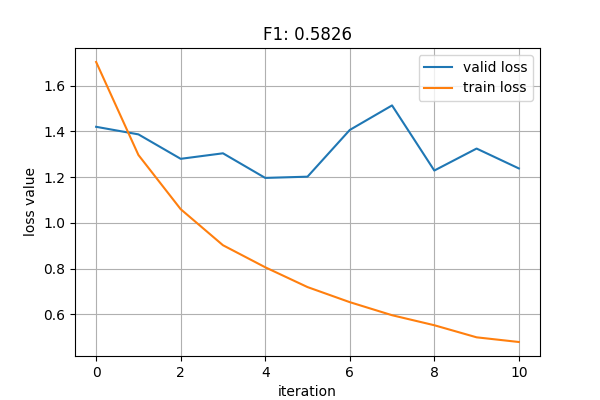 F1: 0.5826
valid loss
train loss
loss value
1.6
1.4
1.2
1.0
0.8
0.6
0 2 4 6 8 10
iteration